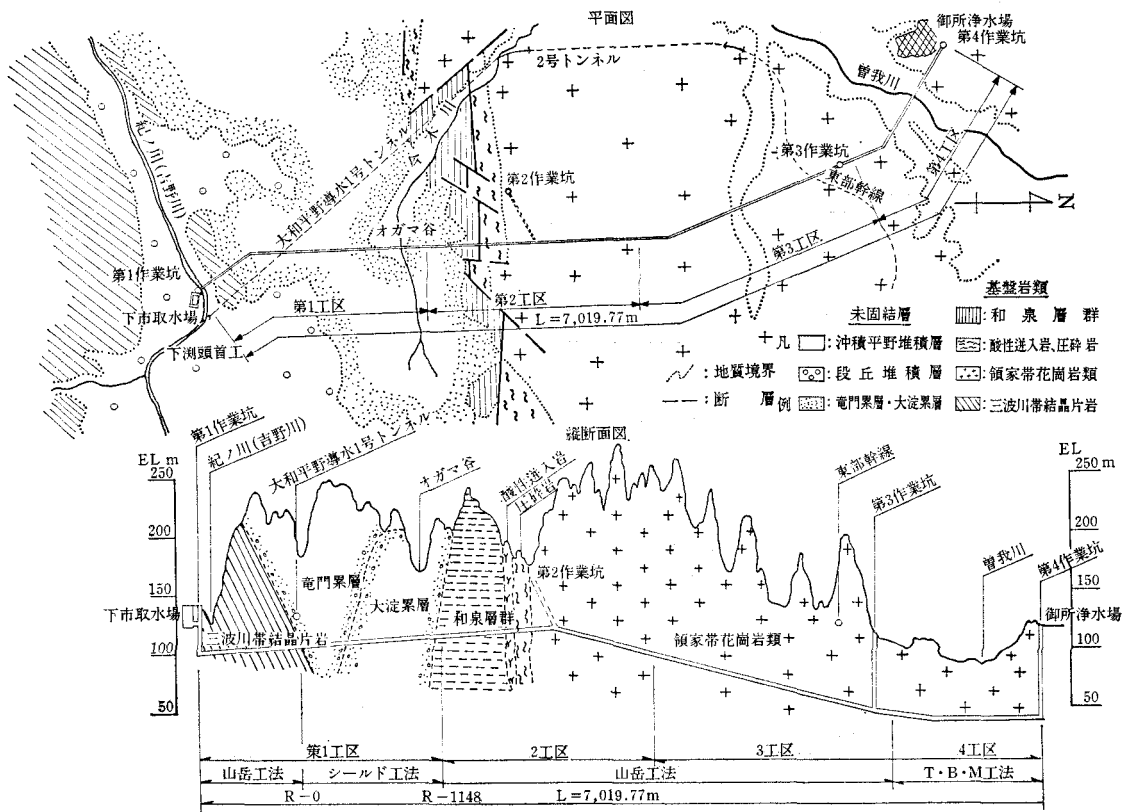 平面図
御所浄水場
第4作業坑
2号トンネル
曽我川
紀ノ川(吉野川)
大和平野導水1号トンネル
第2作業坑
第3作業坑
東部幹線
第4工区
N
オガマ谷
第1作業坑
下市取水場
下渕頭首工
第1工区
第2工区
第3工区
L=7,019.77m
凡例
地質境界
断層
未固結層
沖積平野堆積層
段丘堆積層
竜門累層・大淀累層
基盤岩類
和泉層群
酸性迸入岩、圧砕岩
領家帯花崗岩類
三波川帯結晶片岩
縦断面図
第1作業坑
紀ノ川(吉野川)
大和平野導水1号トンネル
オガマ谷
酸性迸入岩
圧砕岩
東部幹線
第3作業坑
曽我川
第4作業坑
EL m
250
200
150
100
50
EL
250 m
200
150
100
50
下市取水場
御所浄水場
竜門累層
大淀累層
三波川帯結晶片岩
和泉層群
第2作業坑
領家帯花崗岩類
第1工区
2工区
3工区
4工区
山岳工法
シールド工法
山岳工法
T・B・M工法
R-0
R-1148
L=7,019.77m